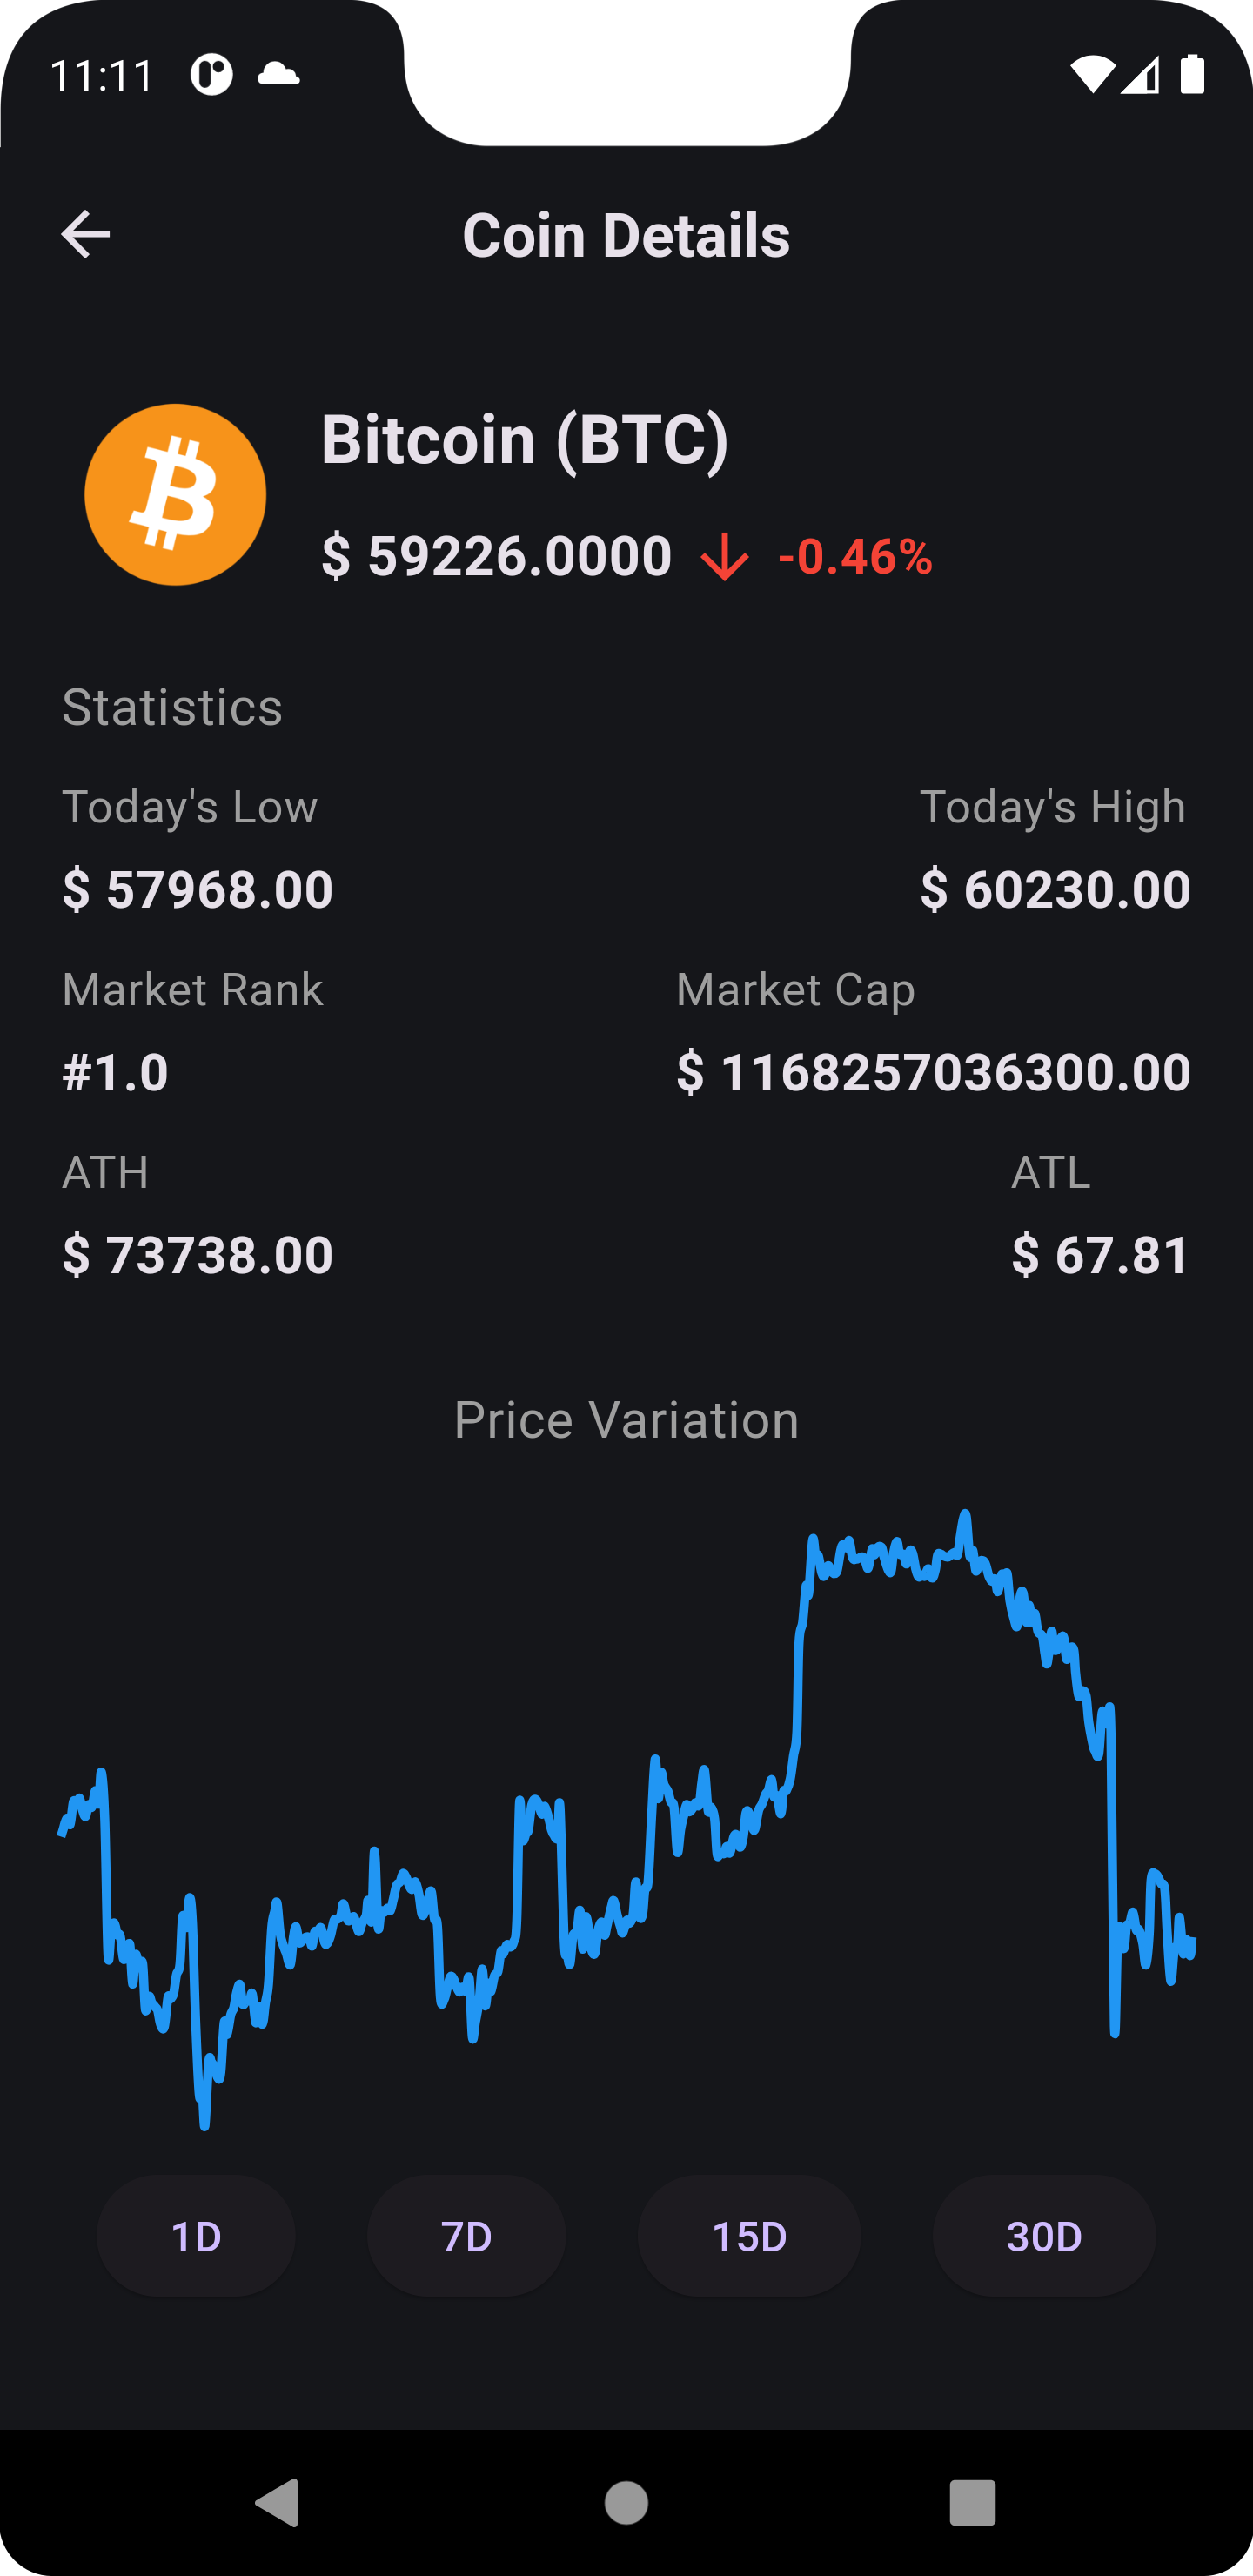 11:11
Coin Details
Bitcoin (BTC)
$ 59226.0000 -0.46%
Statistics
Today's Low Today's High
$ 57968.00 $ 60230.00
Market Rank Market Cap
#1.0 $ 1168257036300.00
ATH ATL
$ 73738.00 $ 67.81
Price Variation
1D 7D 15D 30D